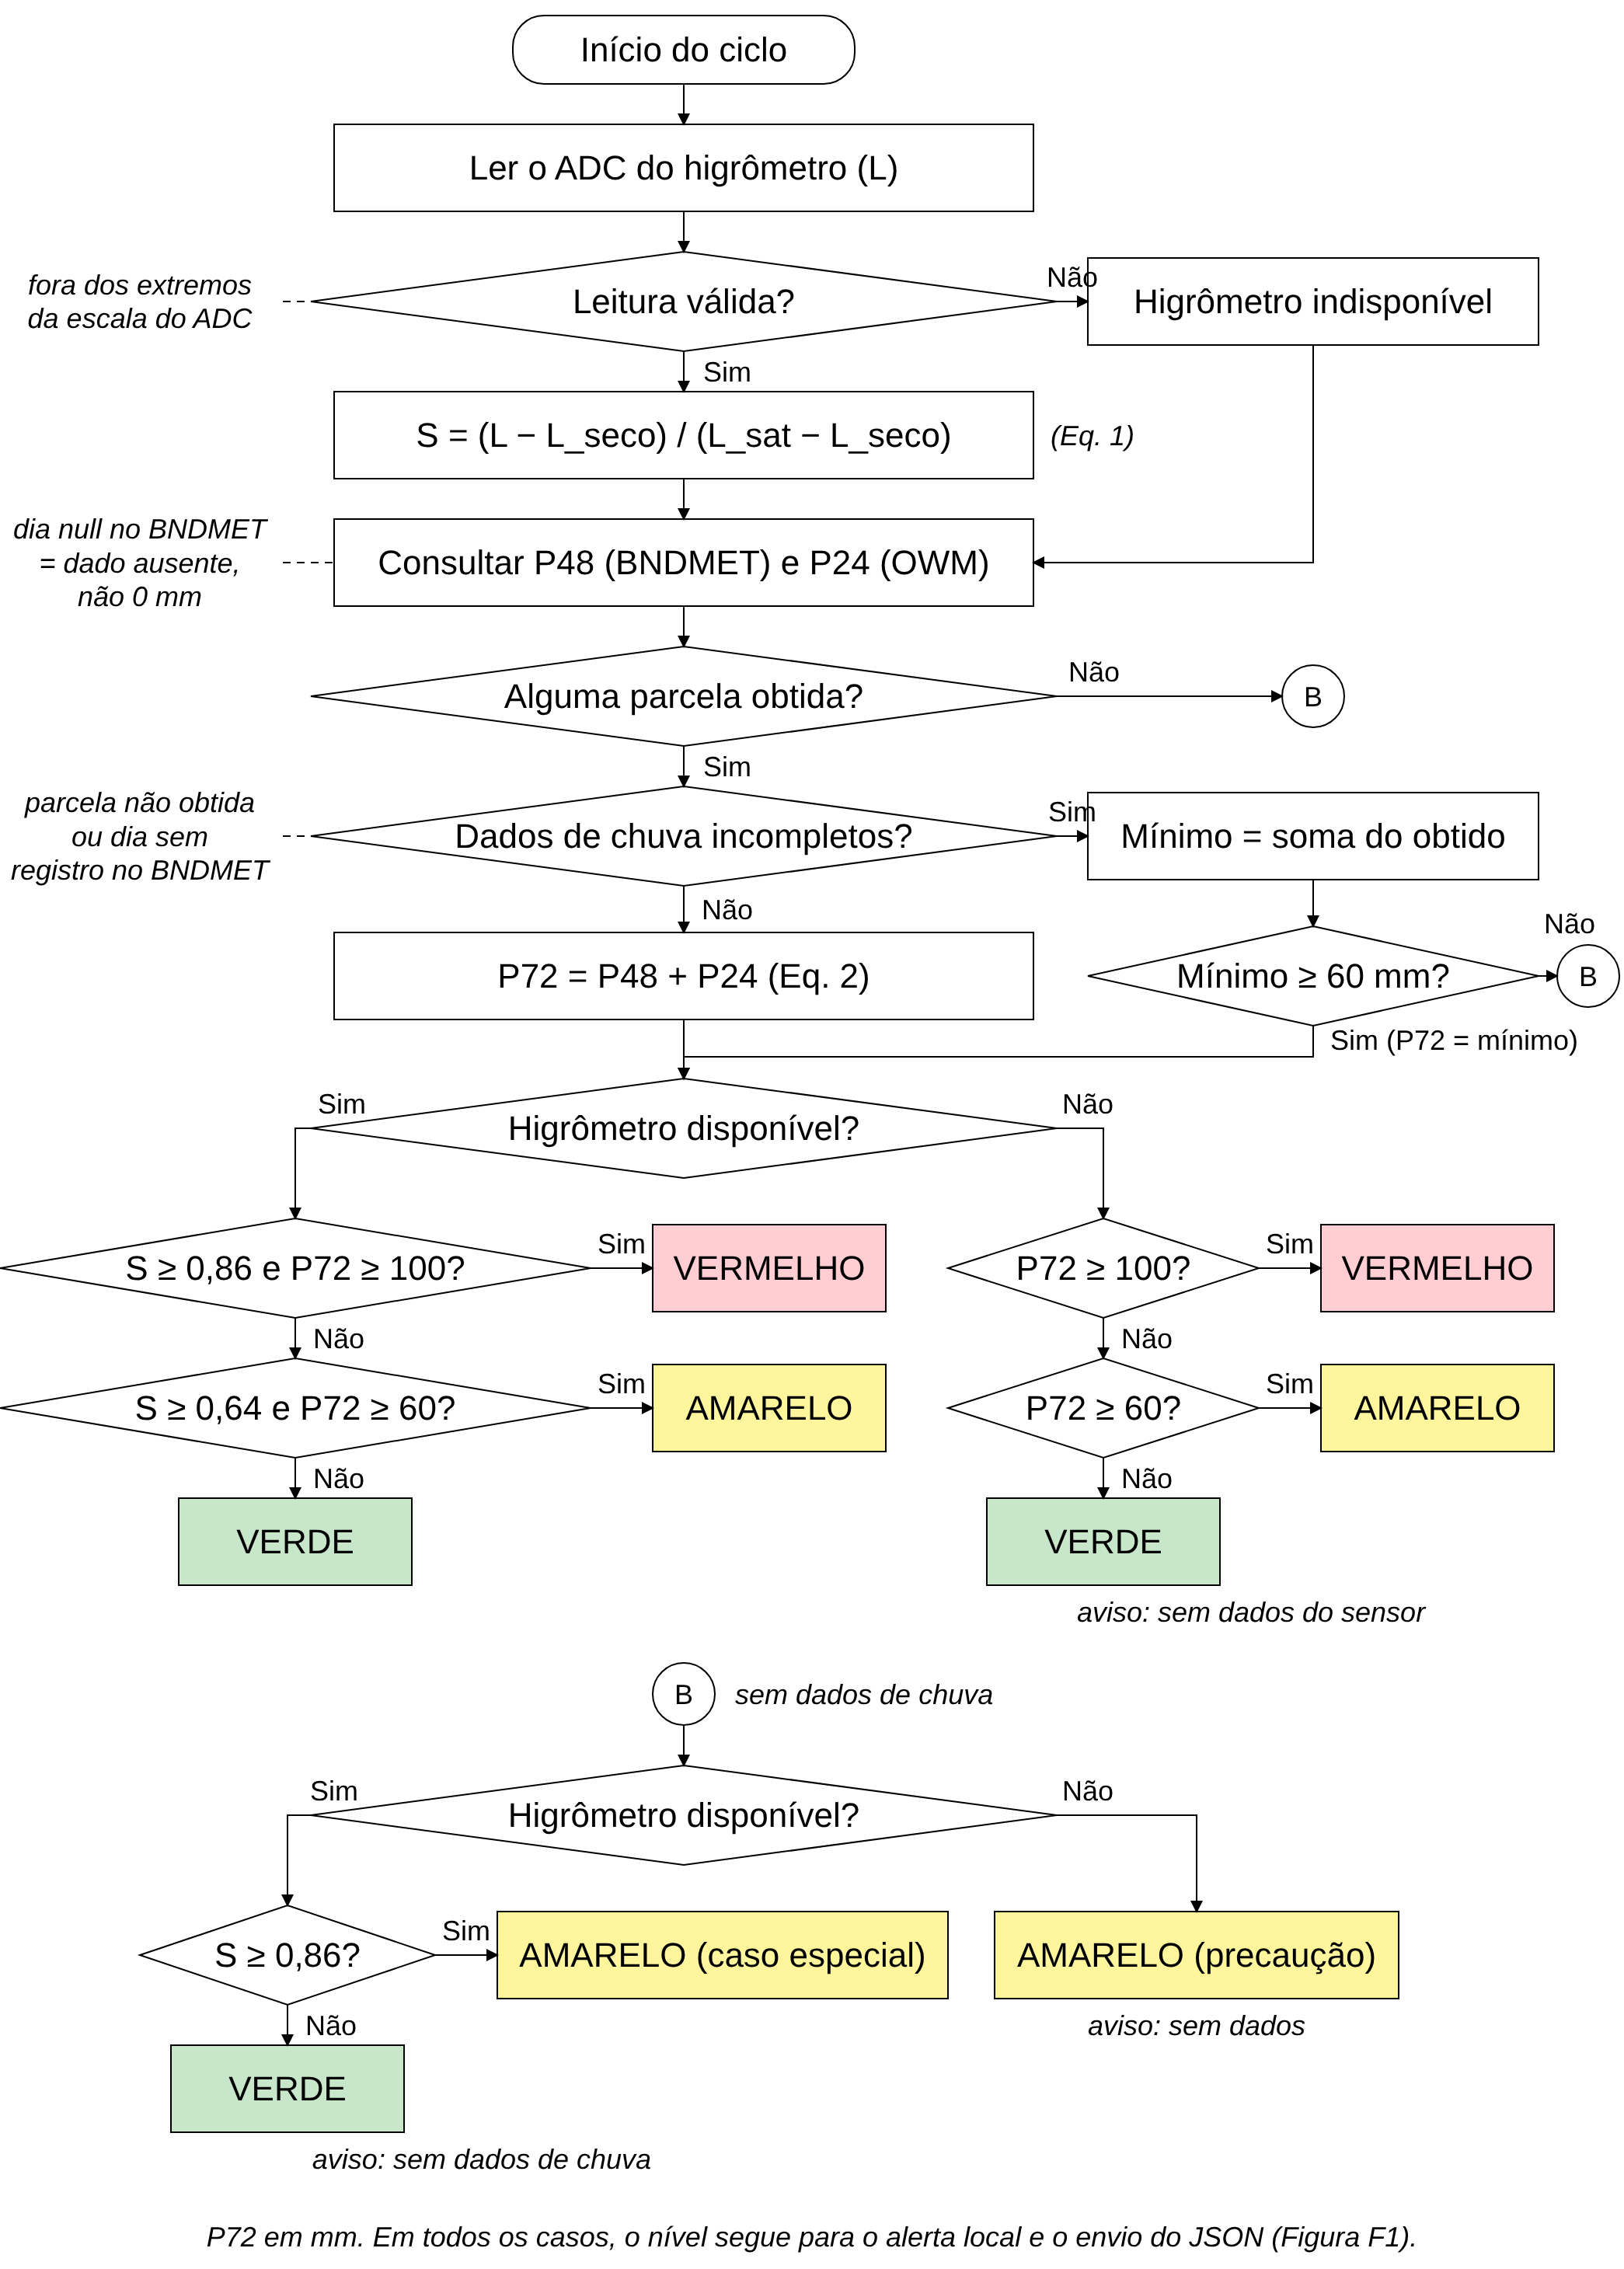 Início do ciclo
Ler o ADC do higrômetro (L)
fora dos extremos
da escala do ADC
Leitura válida?
Não
Higrômetro indisponível
Sim
S = (L − L_seco) / (L_sat − L_seco)
(Eq. 1)
dia null no BNDMET
= dado ausente,
não 0 mm
Consultar P48 (BNDMET) e P24 (OWM)
Alguma parcela obtida?
Não
B
Sim
parcela não obtida
ou dia sem
registro no BNDMET
Dados de chuva incompletos?
Sim
Mínimo = soma do obtido
Não
P72 = P48 + P24 (Eq. 2)
Mínimo ≥ 60 mm?
Não
B
Sim (P72 = mínimo)
Sim
Higrômetro disponível?
Não
S ≥ 0,86 e P72 ≥ 100?
Sim
VERMELHO
P72 ≥ 100?
Sim
VERMELHO
Não
Não
S ≥ 0,64 e P72 ≥ 60?
Sim
AMARELO
P72 ≥ 60?
Sim
AMARELO
Não
Não
VERDE
VERDE
aviso: sem dados do sensor
B
sem dados de chuva
Sim
Higrômetro disponível?
Não
S ≥ 0,86?
Sim
AMARELO (caso especial)
AMARELO (precaução)
Não
aviso: sem dados
VERDE
aviso: sem dados de chuva
P72 em mm. Em todos os casos, o nível segue para o alerta local e o envio do JSON (Figura F1).